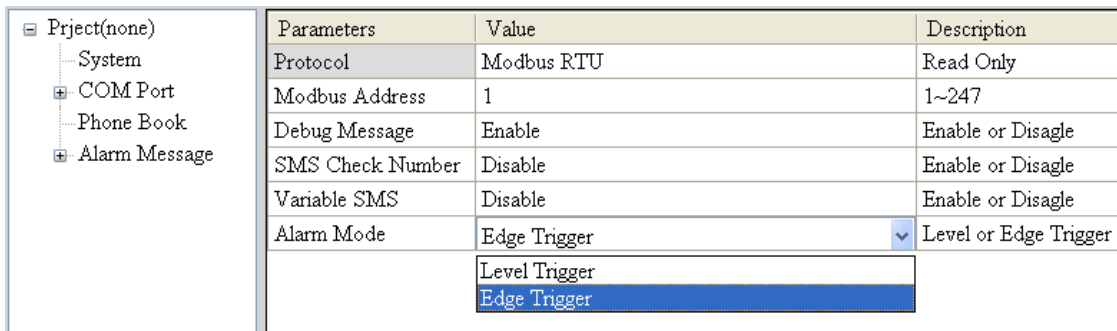 Prject(none)
System
COM Port
Phone Book
Alarm Message
Parameters Value Description
Protocol Modbus RTU Read Only
Modbus Address 1 1~247
Debug Message Enable Enable or Disagle
SMS Check Number Disable Enable or Disagle
Variable SMS Disable Enable or Disagle
Alarm Mode Edge Trigger Level or Edge Trigger
Level Trigger
Edge Trigger